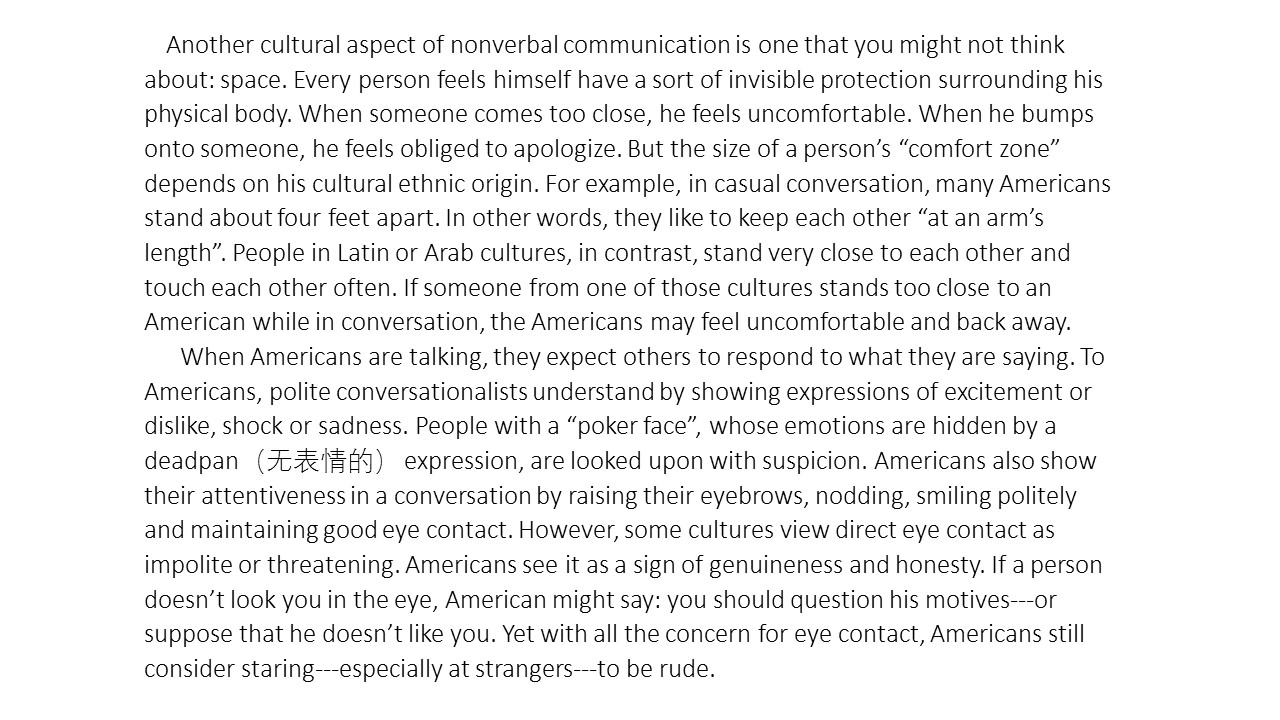 Another cultural aspect of nonverbal communication is one that you might not think
about: space. Every person feels himself have a sort of invisible protection surrounding his
physical body. When someone comes too close, he feels uncomfortable. When he bumps
onto someone, he feels obliged to apologize. But the size of a person’s “comfort zone”
depends on his cultural ethnic origin. For example, in casual conversation, many Americans
stand about four feet apart. In other words, they like to keep each other “at an arm’s
length”. People in Latin or Arab cultures, in contrast, stand very close to each other and
touch each other often. If someone from one of those cultures stands too close to an
American while in conversation, the Americans may feel uncomfortable and back away.
When Americans are talking, they expect others to respond to what they are saying. To
Americans, polite conversationalists understand by showing expressions of excitement or
dislike, shock or sadness. People with a “poker face”, whose emotions are hidden by a
deadpan（无表情的） expression, are looked upon with suspicion. Americans also show
their attentiveness in a conversation by raising their eyebrows, nodding, smiling politely
and maintaining good eye contact. However, some cultures view direct eye contact as
impolite or threatening. Americans see it as a sign of genuineness and honesty. If a person
doesn’t look you in the eye, American might say: you should question his motives---or
suppose that he doesn’t like you. Yet with all the concern for eye contact, Americans still
consider staring---especially at strangers---to be rude.